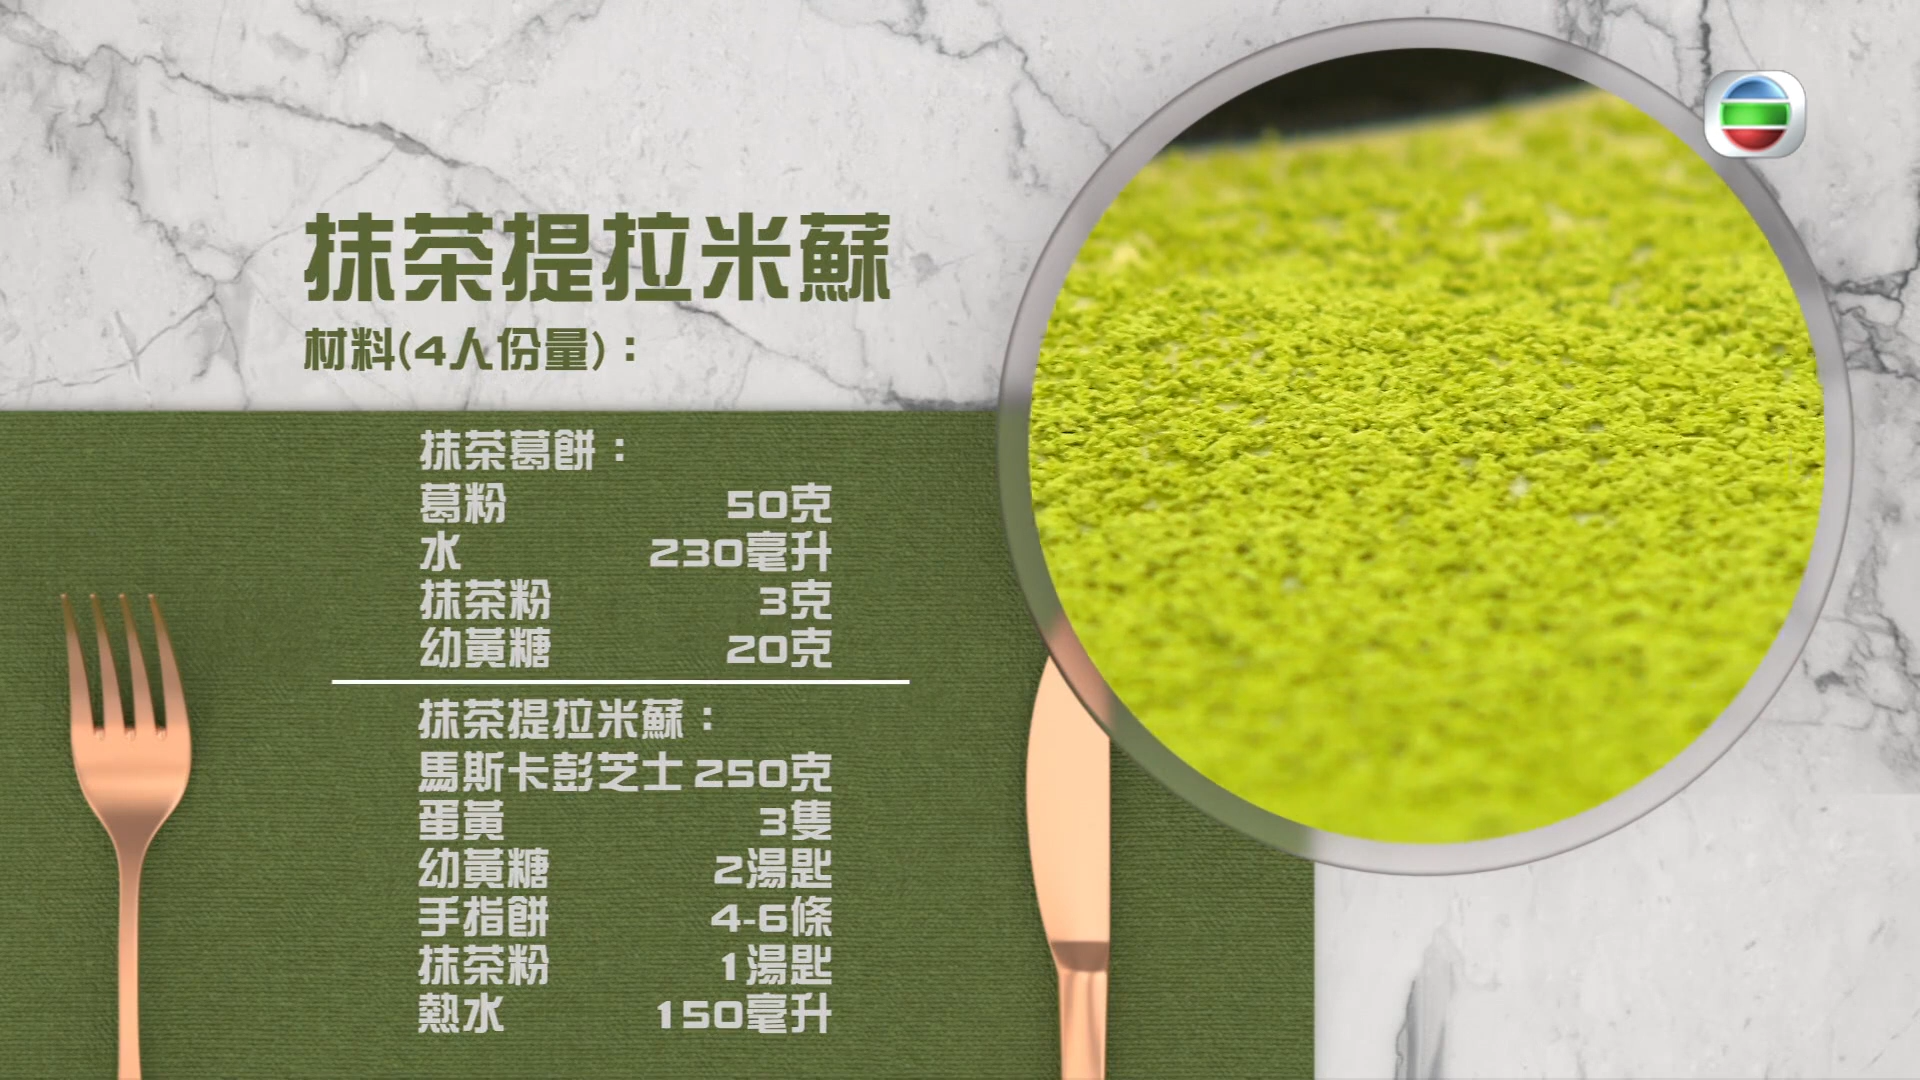 抹茶提拉米蘇
材料(4人份量)：
抹茶葛餅：
葛粉 50克
水 230毫升
抹茶粉 3克
幼黃糖 20克
抹茶提拉米蘇：
馬斯卡彭芝士 250克
蛋黃 3隻
幼黃糖 2湯匙
手指餅 4-6條
抹茶粉 1湯匙
熱水 150毫升